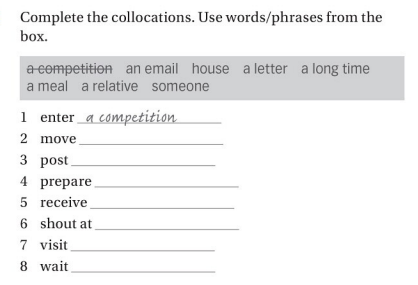 Complete the collocations. Use words/phrases from the
box.
a competition an email house a letter a long time
a meal a relative someone
1 enter a competition
2 move
3 post
4 prepare
5 receive
6 shout at
7 visit
8 wait